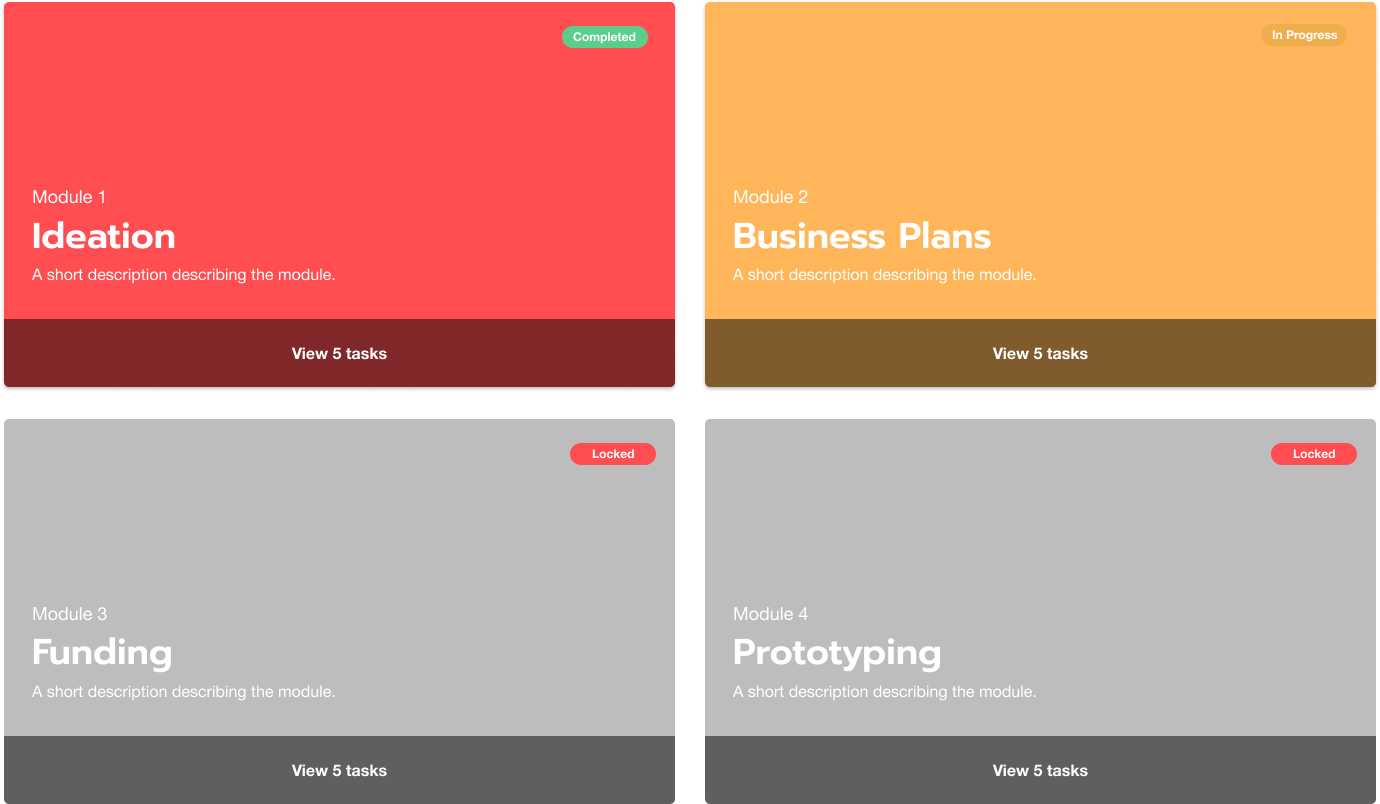 Completed
Module 1
Ideation
A short description describing the module.
View 5 tasks
In Progress
Module 2
Business Plans
A short description describing the module.
View 5 tasks
Locked
Module 3
Funding
A short description describing the module.
View 5 tasks
Locked
Module 4
Prototyping
A short description describing the module.
View 5 tasks